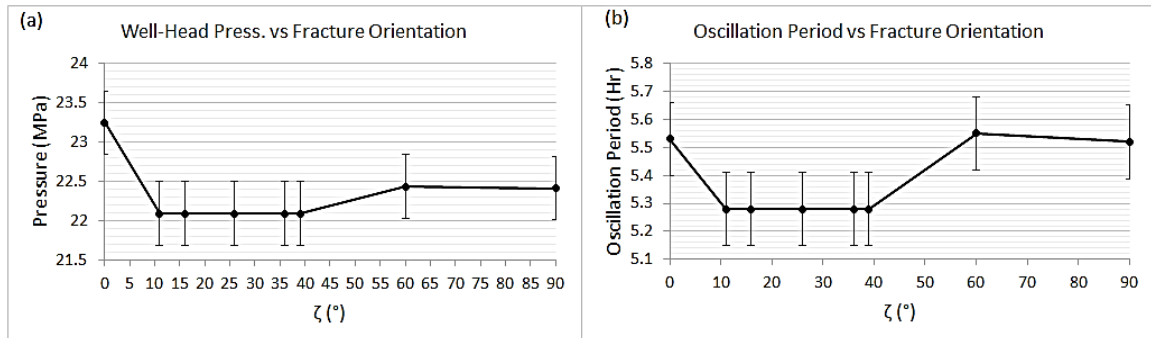 (a)
Well-Head Press. vs Fracture Orientation
Pressure (MPa)
24
23.5
23
22.5
22
21.5
0 5 10 15 20 25 30 35 40 45 50 55 60 65 70 75 80 85 90
ζ (°)
(b)
Oscillation Period vs Fracture Orientation
Oscillation Period (Hr)
5.8
5.7
5.6
5.5
5.4
5.3
5.2
5.1
0 10 20 30 40 50 60 70 80 90
ζ (°)